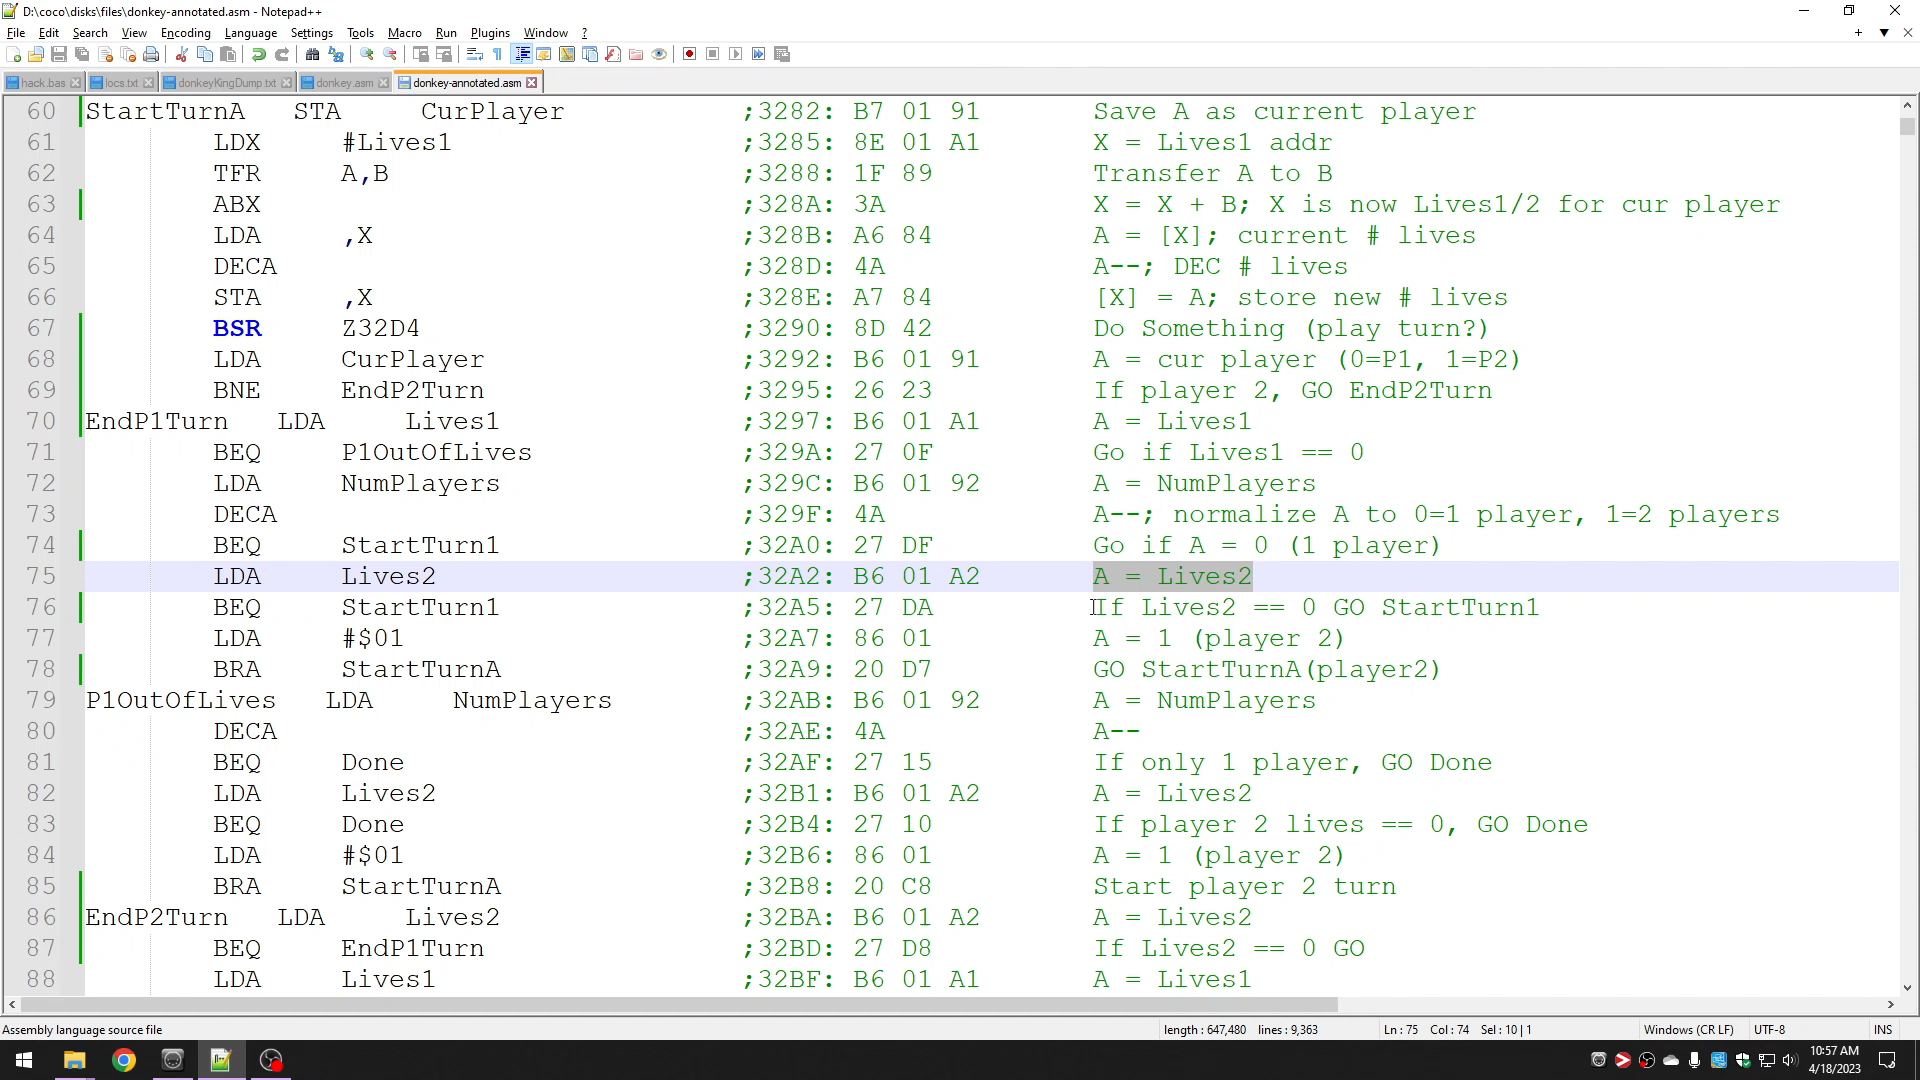 D:\coco\disks\files\donkey-annotated.asm - Notepad++
File Edit Search View Encoding Language Settings Tools Macro Run Plugins Window ?
hack.bas locs.txt donkeyKingDump.txt donkey.asm donkey-annotated.asm
60 StartTurnA STA CurPlayer ;3282: B7 01 91 Save A as current player
61 LDX #Lives1 ;3285: 8E 01 A1 X = Lives1 addr
62 TFR A,B ;3288: 1F 89 Transfer A to B
63 ABX ;328A: 3A X = X + B; X is now Lives1/2 for cur player
64 LDA ,X ;328B: A6 84 A = [X]; current # lives
65 DECA ;328D: 4A A--; DEC # lives
66 STA ,X ;328E: A7 84 [X] = A; store new # lives
67 BSR Z32D4 ;3290: 8D 42 Do Something (play turn?)
68 LDA CurPlayer ;3292: B6 01 91 A = cur player (0=P1, 1=P2)
69 BNE EndP2Turn ;3295: 26 23 If player 2, GO EndP2Turn
70 EndP1Turn LDA Lives1 ;3297: B6 01 A1 A = Lives1
71 BEQ P1OutOfLives ;329A: 27 0F Go if Lives1 == 0
72 LDA NumPlayers ;329C: B6 01 92 A = NumPlayers
73 DECA ;329F: 4A A--; normalize A to 0=1 player, 1=2 players
74 BEQ StartTurn1 ;32A0: 27 DF Go if A = 0 (1 player)
75 LDA Lives2 ;32A2: B6 01 A2 A = Lives2
76 BEQ StartTurn1 ;32A5: 27 DA If Lives2 == 0 GO StartTurn1
77 LDA #$01 ;32A7: 86 01 A = 1 (player 2)
78 BRA StartTurnA ;32A9: 20 D7 GO StartTurnA(player2)
79 P1OutOfLives LDA NumPlayers ;32AB: B6 01 92 A = NumPlayers
80 DECA ;32AE: 4A A--
81 BEQ Done ;32AF: 27 15 If only 1 player, GO Done
82 LDA Lives2 ;32B1: B6 01 A2 A = Lives2
83 BEQ Done ;32B4: 27 10 If player 2 lives == 0, GO Done
84 LDA #$01 ;32B6: 86 01 A = 1 (player 2)
85 BRA StartTurnA ;32B8: 20 C8 Start player 2 turn
86 EndP2Turn LDA Lives2 ;32BA: B6 01 A2 A = Lives2
87 BEQ EndP1Turn ;32BD: 27 D8 If Lives2 == 0 GO
88 LDA Lives1 ;32BF: B6 01 A1 A = Lives1
Assembly language source file length : 647,480 lines : 9,363 Ln : 75 Col : 74 Sel : 10 | 1 Windows (CR LF) UTF-8 INS
10:57 AM
4/18/2023